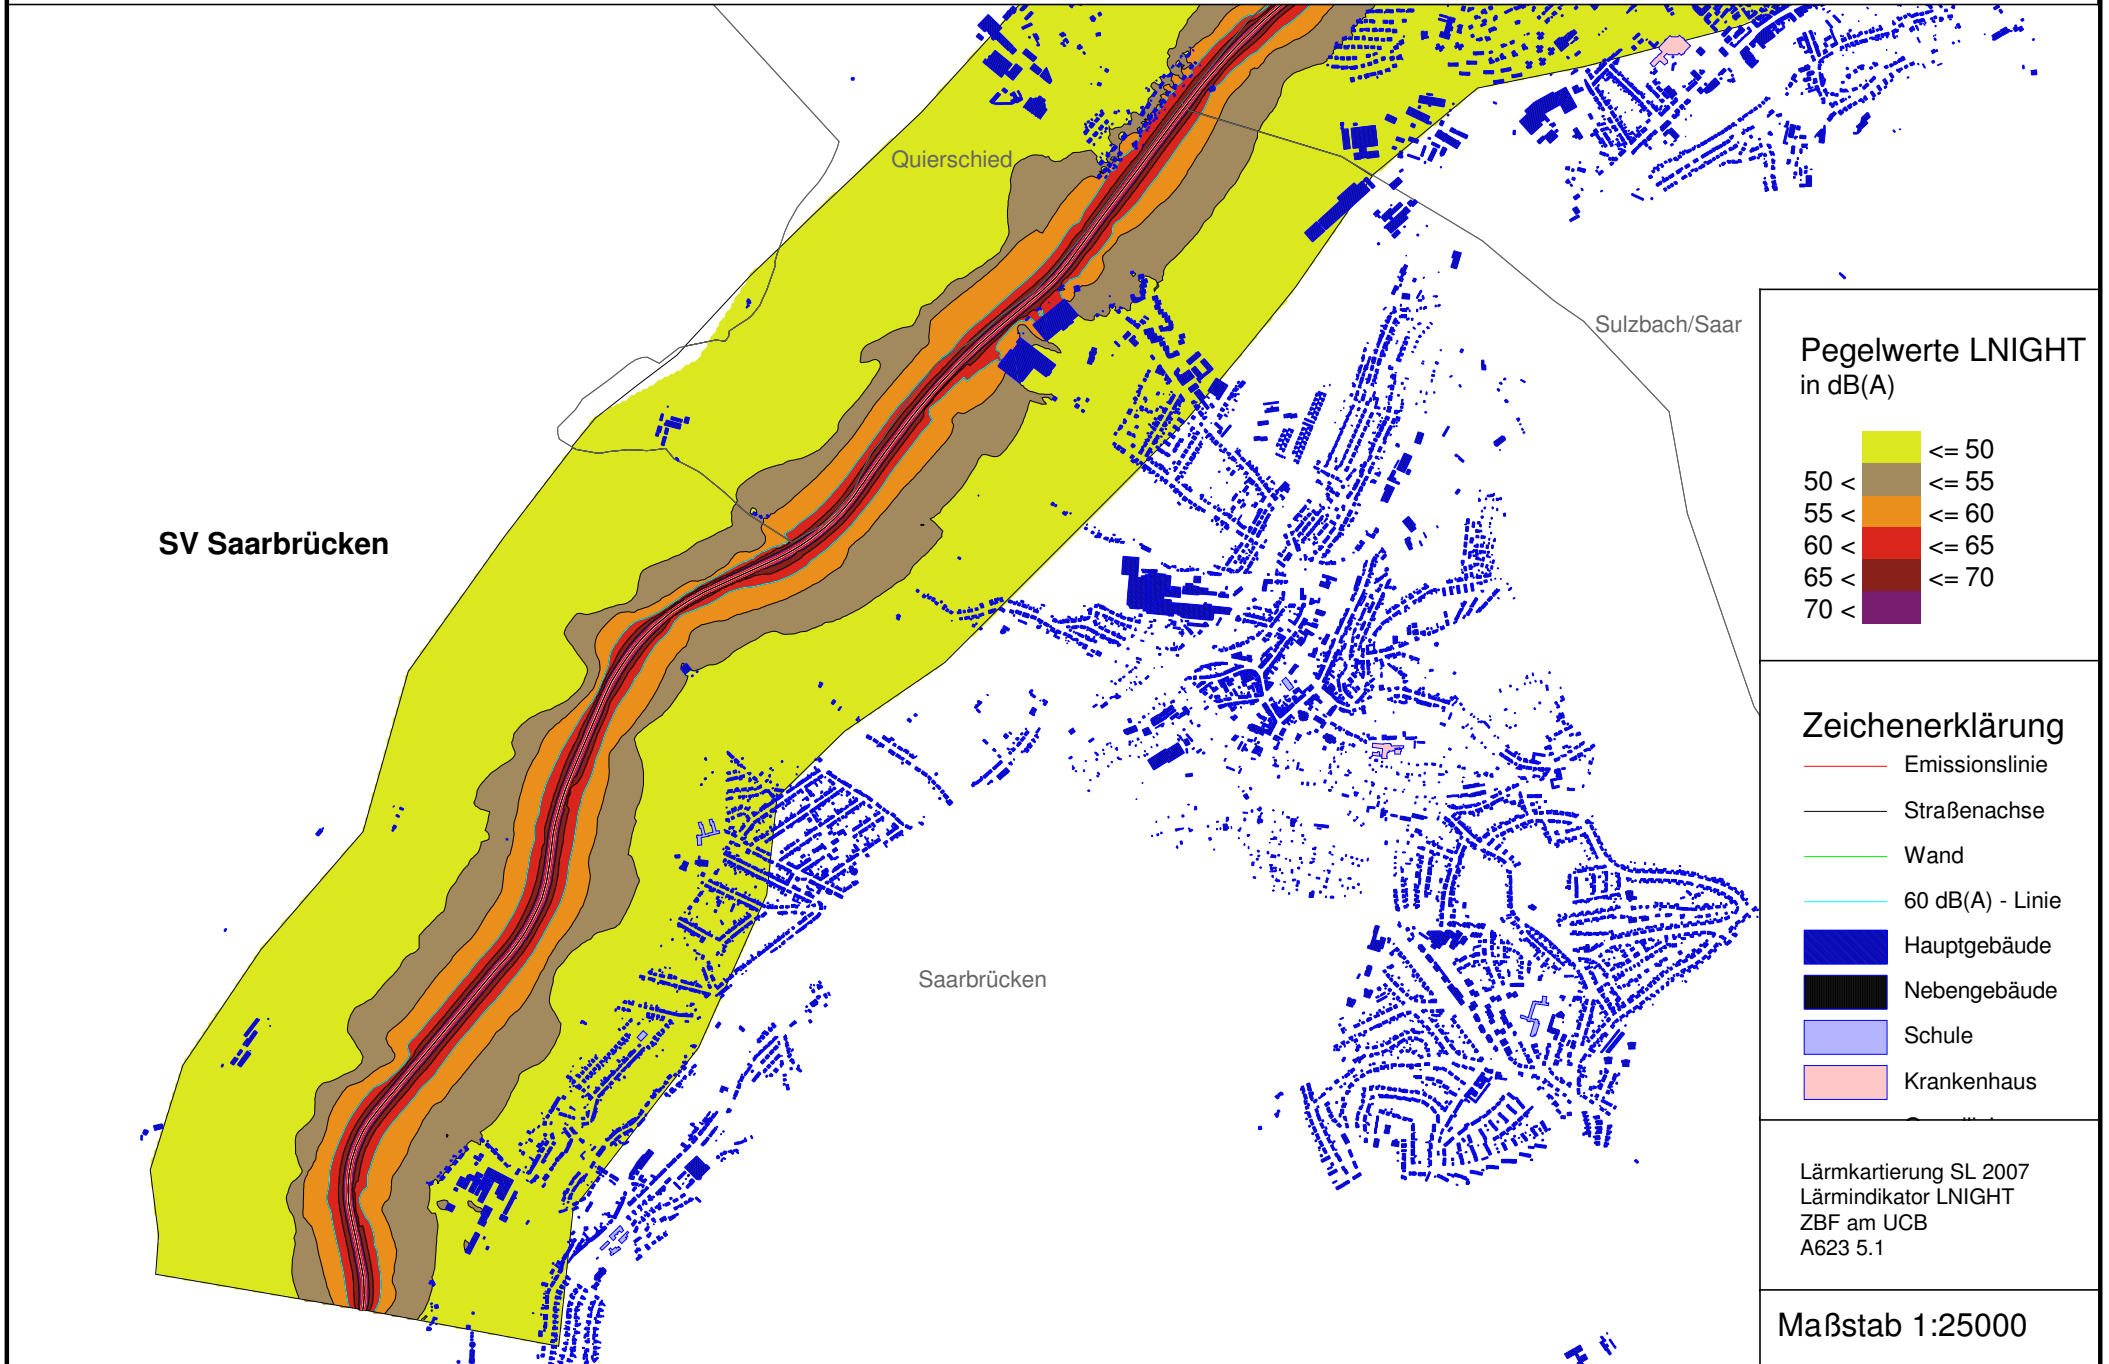 Quierschied
Sulzbach/Saar
SV Saarbrücken
Saarbrücken
Pegelwerte LNIGHT
in dB(A)
<= 50
50 < <= 55
55 < <= 60
60 < <= 65
65 < <= 70
70 <
Zeichenerklärung
Emissionslinie
Straßenachse
Wand
60 dB(A) - Linie
Hauptgebäude
Nebengebäude
Schule
Krankenhaus
Lärmkartierung SL 2007
Lärmindikator LNIGHT
ZBF am UCB
A623 5.1
Maßstab 1:25000